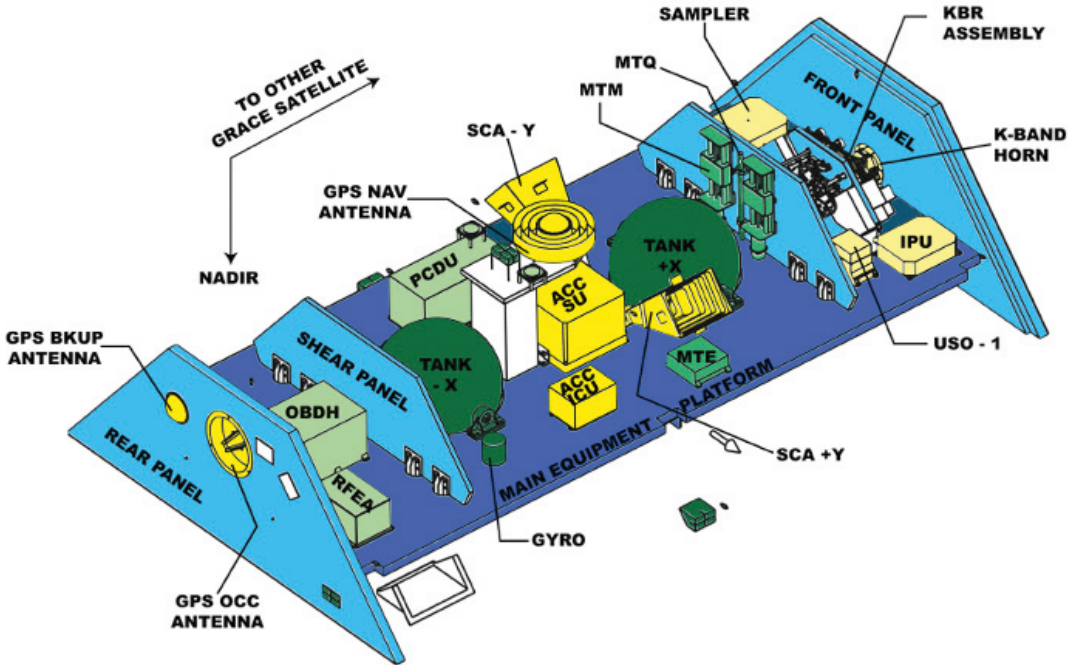 SAMPLER
KBR
ASSEMBLY
MTQ
MTM
TO OTHER
GRACE SATELLITE
FRONT PANEL
K-BAND
HORN
SCA - Y
GPS NAV
ANTENNA
NADIR
PCDU
TANK
+X
IPU
ACC
SU
GPS BKUP
ANTENNA
SHEAR PANEL
TANK
- X
MTE
USO - 1
ACC
ICU
OBDH
MAIN EQUIPMENT PLATFORM
SCA +Y
REAR PANEL
RFEA
GYRO
GPS OCC
ANTENNA